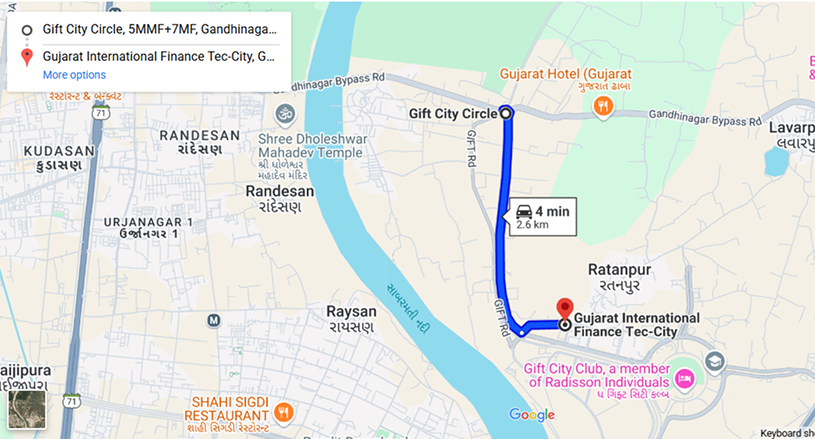 Gift City Circle, 5MMF+7MF, Gandhinaga...
Gujarat International Finance Tec-City, G...
More options
રેસ્ટોરન્ટ & બેન્ક્વેટ
71
Gandhinagar Bypass Rd
Gujarat Hotel (Gujarat
ગુજરાત ઢાબા
Gift City Circle
Gandhinagar Bypass Rd
RANDESAN
રાંદેસણ
Shree Dholeshwar
Mahadev Temple
શ્રી ધોળેશ્વર
મહાદેવ મંદિર
KUDASAN
કુડાસણ
Lavarp
લવારપુ
GIFT Rd
Randesan
રાંદેસણ
URJANAGAR 1
ઉર્જાનગર 1
4 min
2.6 km
Ratanpur
રતનપુર
સાબરમતી નદી
GIFT Rd
Raysan
રાયસણ
M
Gujarat International
Finance Tec-City
Gift City Club, a member
of Radisson Individuals
ધ ગિફ્ટ સિટી ક્લબ
aijipura
71
SHAHI SIGDI
RESTAURANT
શાહી સિગડી રેસ્ટોરંટ
Google
Keyboard sho